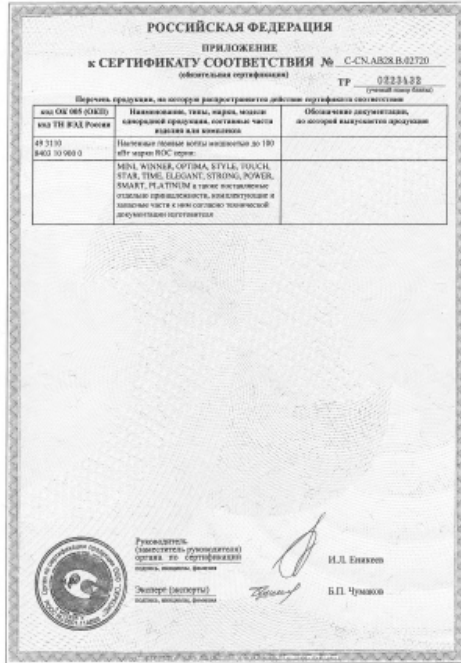 РОССИЙСКАЯ ФЕДЕРАЦИЯ
ПРИЛОЖЕНИЕ
к СЕРТИФИКАТУ СООТВЕТСТВИЯ № C-CN.АВ28.В.02720
(обязательная сертификация)
ТР 0223432
(учетный номер бланка)
Перечень продукции, на которую распространяется действие сертификата соответствия
код ОК 005 (ОКП)
код ТН ВЭД России
Наименование, типы, марки, модели
однородной продукции, составные части
изделия или комплекса
Обозначение документации,
по которой выпускается продукция
49 3110
8403 10 900 0
Настенные газовые котлы мощностью до 100
кВт марки ROC серии:
MINI, WINNER, OPTIMA, STYLE, TOUCH,
STAR, TIME, ELEGANT, STRONG, POWER,
SMART, PLATINUM а также поставляемые
отдельно принадлежности, комплектующие и
запасные части к ним согласно технической
документации изготовителя
Руководитель
(заместитель руководителя)
органа по сертификации
подпись, инициалы, фамилия
И.Л. Еникеев
Эксперт (эксперты)
подпись, инициалы, фамилия
Б.П. Чумаков